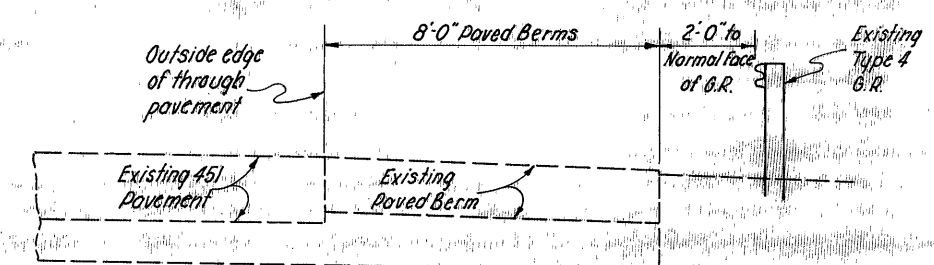 8'-0" Paved Berms
2'-0" to
Normal Face
of G.R.
Existing
Type 4
G.R.
Outside edge
of through
pavement
Existing 451
Pavement
Existing
Paved Berm